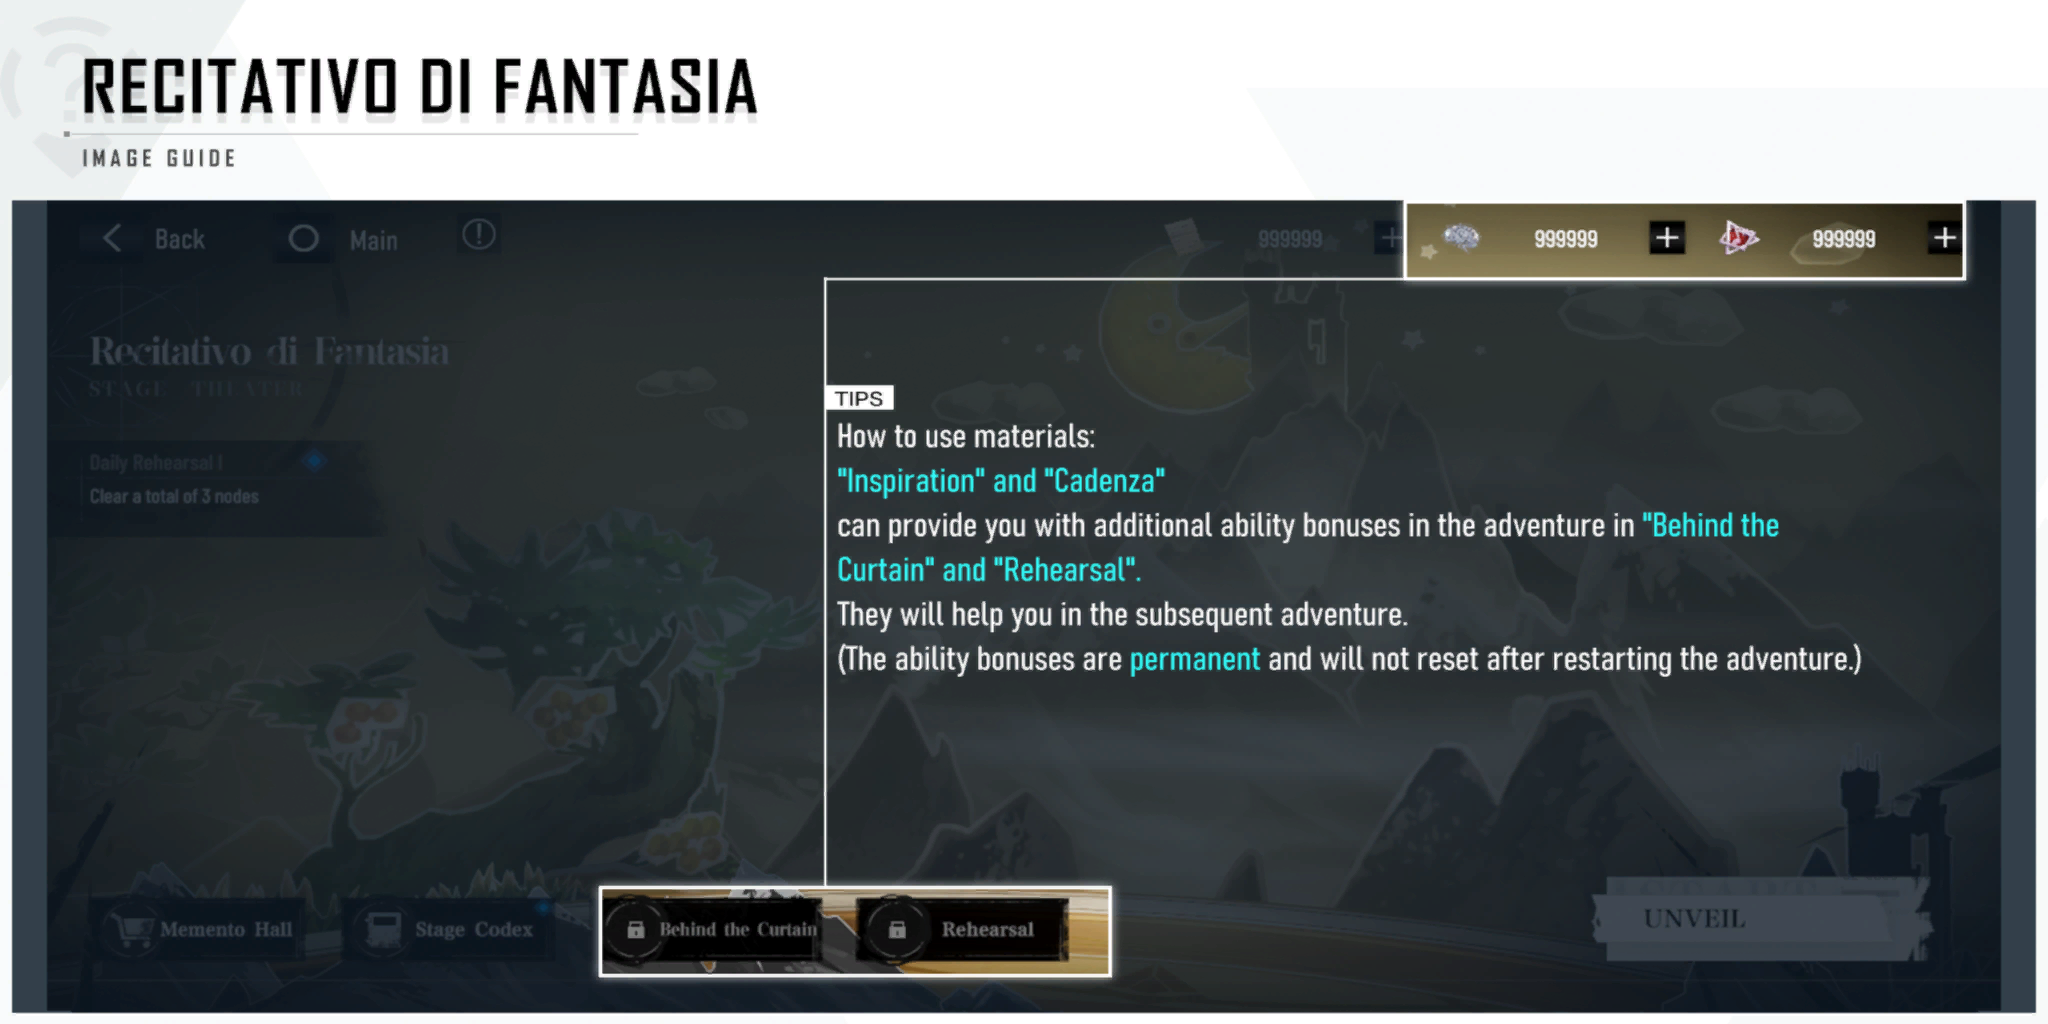 RECITATIVO DI FANTASIA
IMAGE GUIDE
Back
Main
999999
999999
999999
Recitativo di Fantasia
STAGE THEATER
Daily Rehearsal I
Clear a total of 3 nodes
TIPS
How to use materials:
"Inspiration" and "Cadenza"
can provide you with additional ability bonuses in the adventure in "Behind the
Curtain" and "Rehearsal".
They will help you in the subsequent adventure.
(The ability bonuses are permanent and will not reset after restarting the adventure.)
Memento Hall
Stage Codex
Behind the Curtain
Rehearsal
UNVEIL